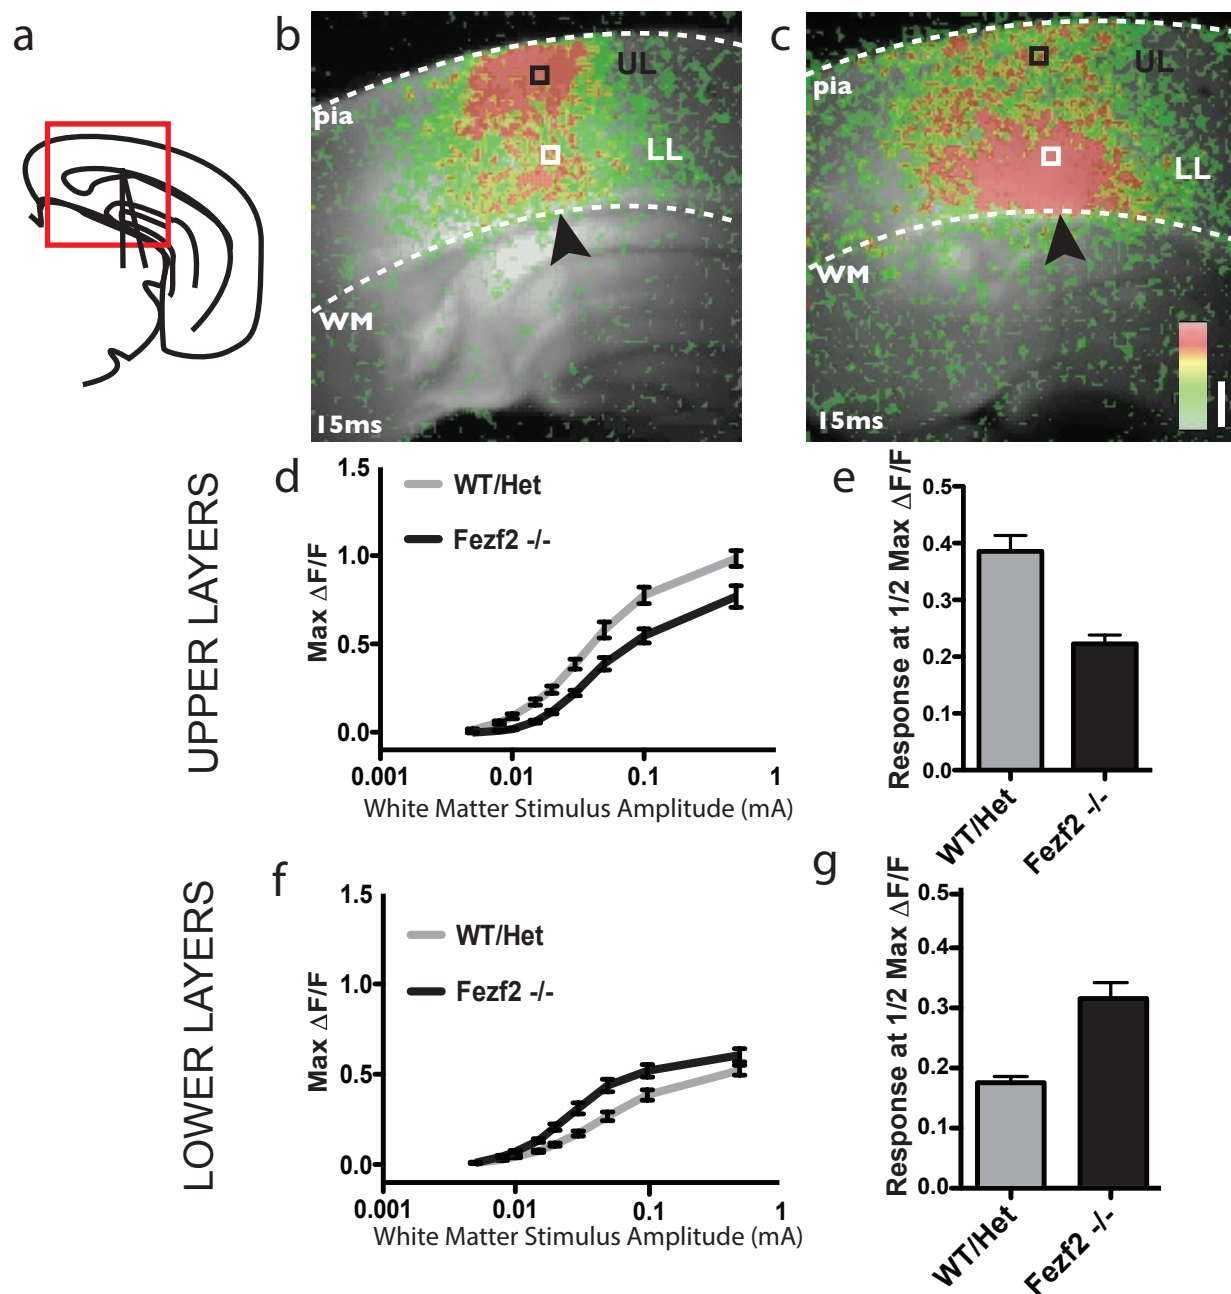 a
b
c
pia
UL
LL
WM
15ms
pia
UL
LL
WM
15ms
UPPER LAYERS
d
WT/Het
Fezf2 -/-
Max ΔF/F
1.5
1.0
0.5
0.0
0.001
0.01
0.1
1
White Matter Stimulus Amplitude (mA)
e
Response at 1/2 Max ΔF/F
0.5
0.4
0.3
0.2
0.1
0.0
WT/Het
Fezf2 -/-
LOWER LAYERS
f
WT/Het
Fezf2 -/-
Max ΔF/F
1.5
1.0
0.5
0.0
0.001
0.01
0.1
1
White Matter Stimulus Amplitude (mA)
g
Response at 1/2 Max ΔF/F
0.5
0.4
0.3
0.2
0.1
0.0
WT/Het
Fezf2 -/-